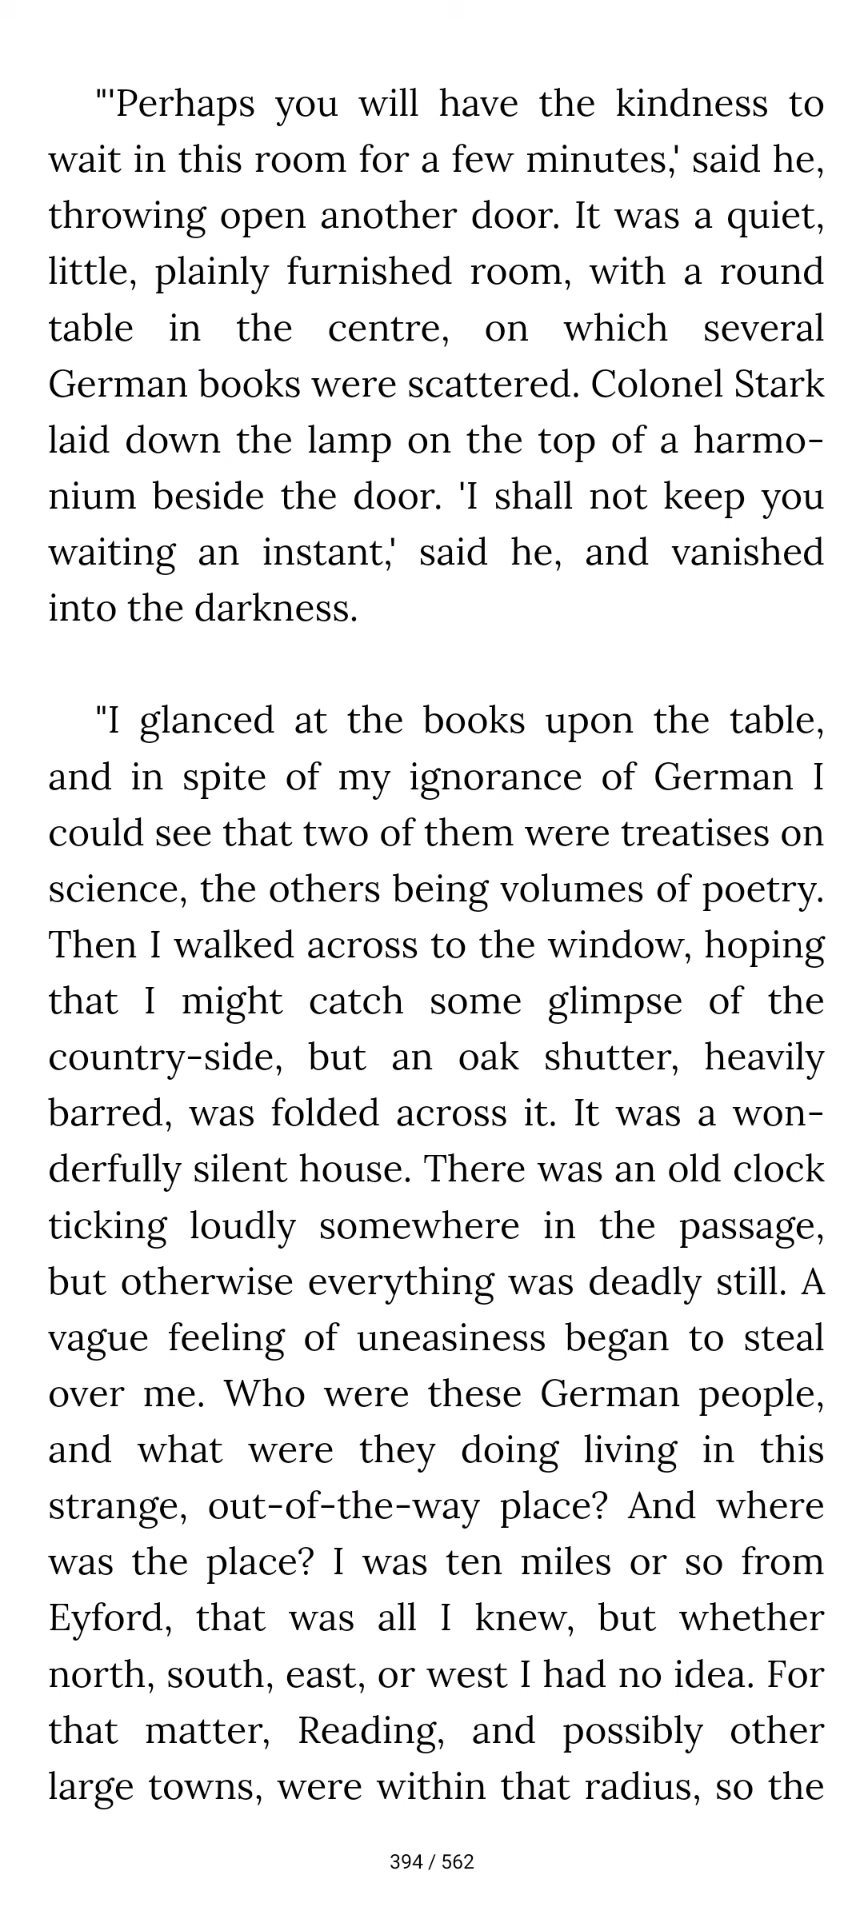 "'Perhaps you will have the kindness to
wait in this room for a few minutes,' said he,
throwing open another door. It was a quiet,
little, plainly furnished room, with a round
table in the centre, on which several
German books were scattered. Colonel Stark
laid down the lamp on the top of a harmo-
nium beside the door. 'I shall not keep you
waiting an instant,' said he, and vanished
into the darkness.
"I glanced at the books upon the table,
and in spite of my ignorance of German I
could see that two of them were treatises on
science, the others being volumes of poetry.
Then I walked across to the window, hoping
that I might catch some glimpse of the
country-side, but an oak shutter, heavily
barred, was folded across it. It was a won-
derfully silent house. There was an old clock
ticking loudly somewhere in the passage,
but otherwise everything was deadly still. A
vague feeling of uneasiness began to steal
over me. Who were these German people,
and what were they doing living in this
strange, out-of-the-way place? And where
was the place? I was ten miles or so from
Eyford, that was all I knew, but whether
north, south, east, or west I had no idea. For
that matter, Reading, and possibly other
large towns, were within that radius, so the
394 / 562